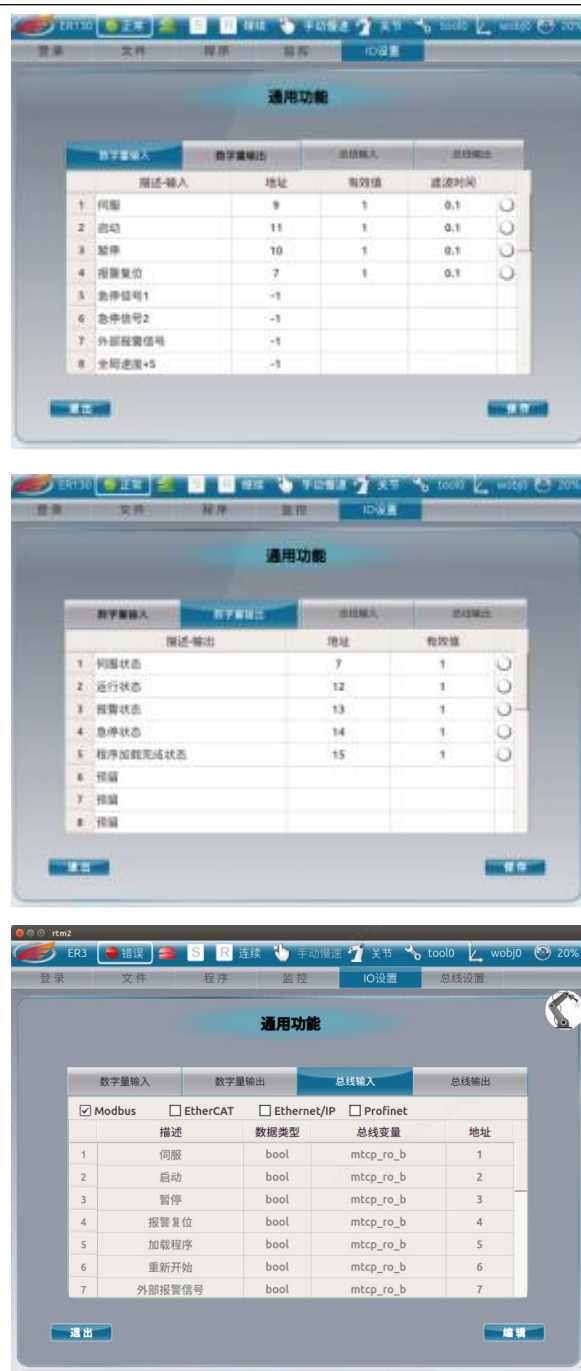 ER130 正常 S R 继续 手动慢速 关节 tool0 wobj0 20%
登录 文件 程序 监控 IO设置
通用功能
数字量输入 数字量输出 总线输入 总线输出
描述-输入 地址 有效值 滤波时间
1 伺服 9 1 0.1
2 启动 11 1 0.1
3 暂停 10 1 0.1
4 报警复位 7 1 0.1
5 急停信号1 -1
6 急停信号2 -1
7 外部报警信号 -1
8 全局速度+5 -1
退出 保存
ER130 正常 S R 继续 手动慢速 关节 tool0 wobj0 20%
登录 文件 程序 监控 IO设置
通用功能
数字量输入 数字量输出 总线输入 总线输出
描述-输出 地址 有效值
1 伺服状态 7 1
2 运行状态 12 1
3 报警状态 13 1
4 急停状态 14 1
5 程序加载完成状态 15 1
6 预留
7 预留
8 预留
退出 保存
rtm2
ER3 错误 S R 连续 手动慢速 关节 tool0 wobj0 20%
登录 文件 程序 监控 IO设置 总线设置
通用功能
数字量输入 数字量输出 总线输入 总线输出
Modbus EtherCAT Ethernet/IP Profinet
描述 数据类型 总线变量 地址
1 伺服 bool mtcp_ro_b 1
2 启动 bool mtcp_ro_b 2
3 暂停 bool mtcp_ro_b 3
4 报警复位 bool mtcp_ro_b 4
5 加载程序 bool mtcp_ro_b 5
6 重新开始 bool mtcp_ro_b 6
7 外部报警信号 bool mtcp_ro_b 7
退出 编辑